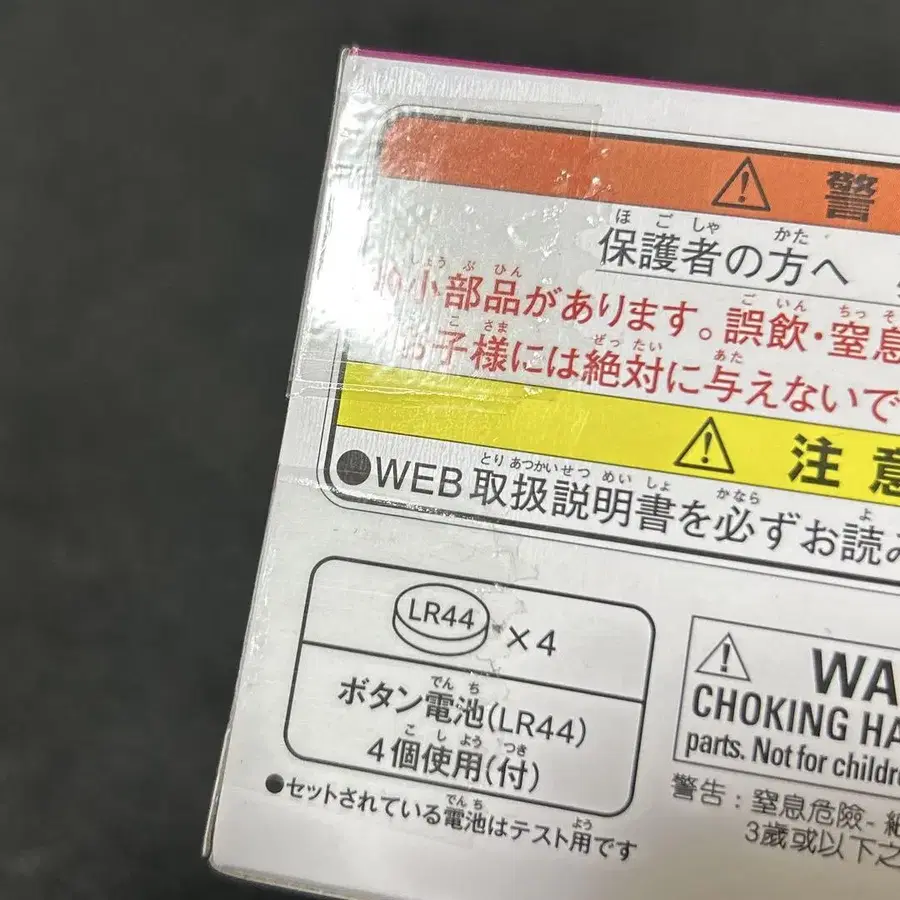 ⚠ 警
ほごしゃ かた
保護者の方へ
しょうぶひん ごいん ちっそ
小部品があります。誤飲・窒息
こさま ぜったい あた
お子様には絶対に与えないで
⚠ 注意
とりあつかいせつめいしょ かなら よ
●WEB取扱説明書を必ずお読み
LR44 ×4
でんち
ボタン電池(LR44)
こしよう つき
4個使用(付)
でんち よう
●セットされている電池はテスト用です
⚠ WA
CHOKING HA
parts. Not for childre
警告:窒息危險-細
3歲或以下之